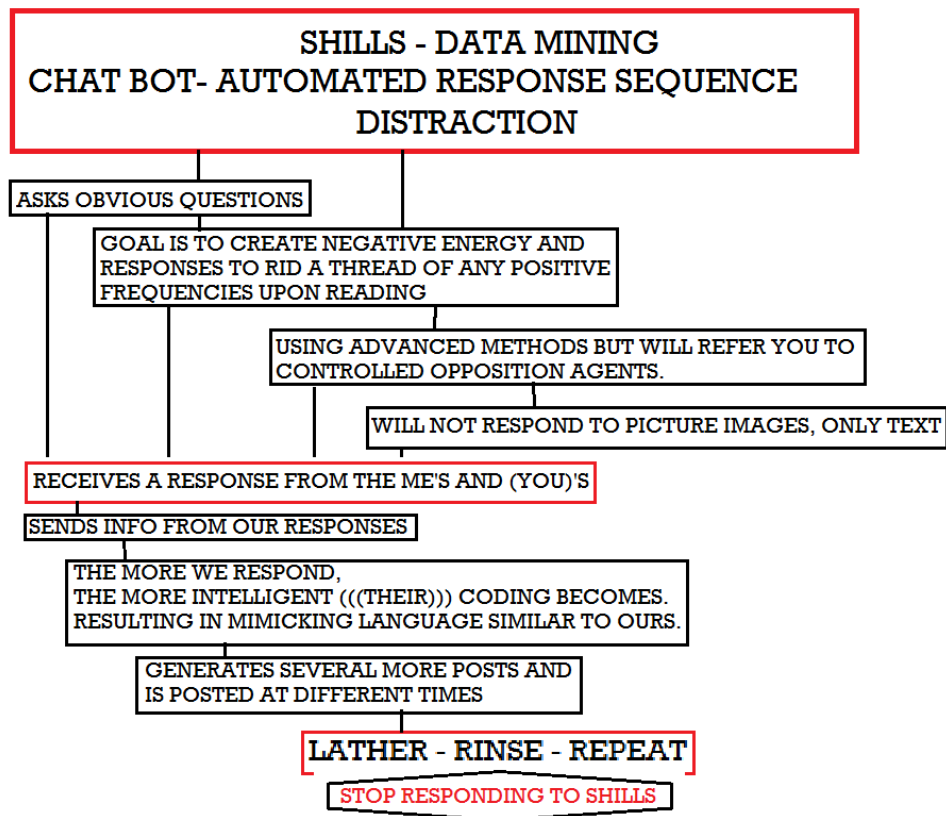 SHILLS - DATA MINING
CHAT BOT- AUTOMATED RESPONSE SEQUENCE
DISTRACTION
ASKS OBVIOUS QUESTIONS
GOAL IS TO CREATE NEGATIVE ENERGY AND
RESPONSES TO RID A THREAD OF ANY POSITIVE
FREQUENCIES UPON READING
USING ADVANCED METHODS BUT WILL REFER YOU TO
CONTROLLED OPPOSITION AGENTS.
WILL NOT RESPOND TO PICTURE IMAGES, ONLY TEXT
RECEIVES A RESPONSE FROM THE ME'S AND (YOU)'S
SENDS INFO FROM OUR RESPONSES
THE MORE WE RESPOND,
THE MORE INTELLIGENT (((THEIR))) CODING BECOMES.
RESULTING IN MIMICKING LANGUAGE SIMILAR TO OURS.
GENERATES SEVERAL MORE POSTS AND
IS POSTED AT DIFFERENT TIMES
LATHER - RINSE - REPEAT
STOP RESPONDING TO SHILLS